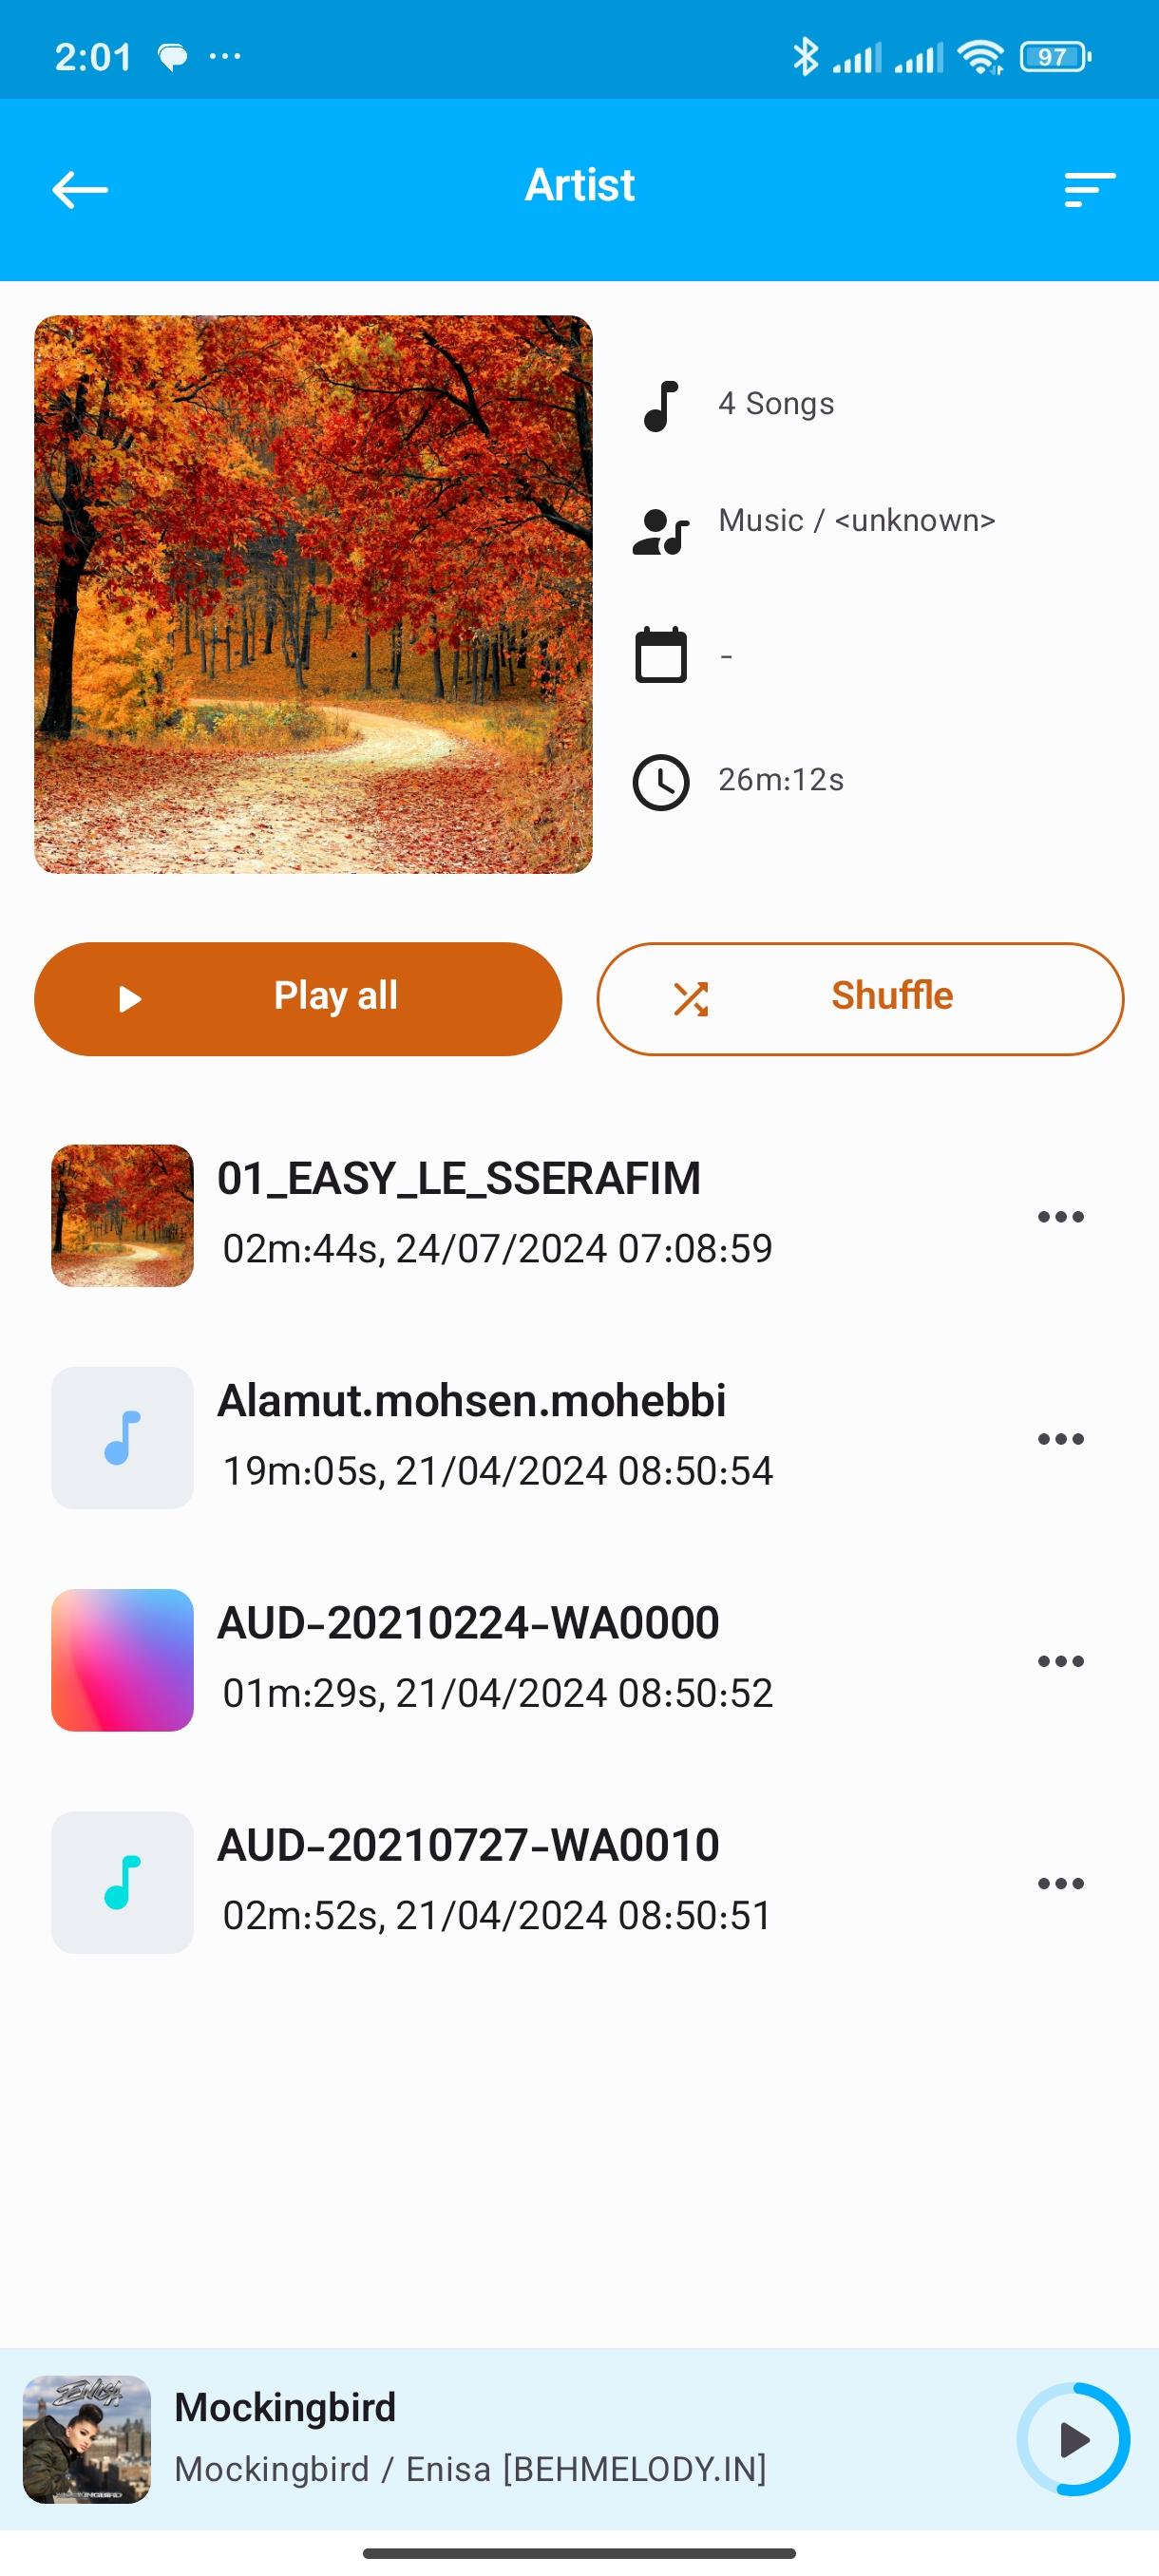 2:01
97
Artist
4 Songs
Music / <unknown>
-
26m:12s
Play all
Shuffle
01_EASY_LE_SSERAFIM
02m:44s, 24/07/2024 07:08:59
Alamut.mohsen.mohebbi
19m:05s, 21/04/2024 08:50:54
AUD-20210224-WA0000
01m:29s, 21/04/2024 08:50:52
AUD-20210727-WA0010
02m:52s, 21/04/2024 08:50:51
ENISA
Mockingbird
Mockingbird / Enisa [BEHMELODY.IN]